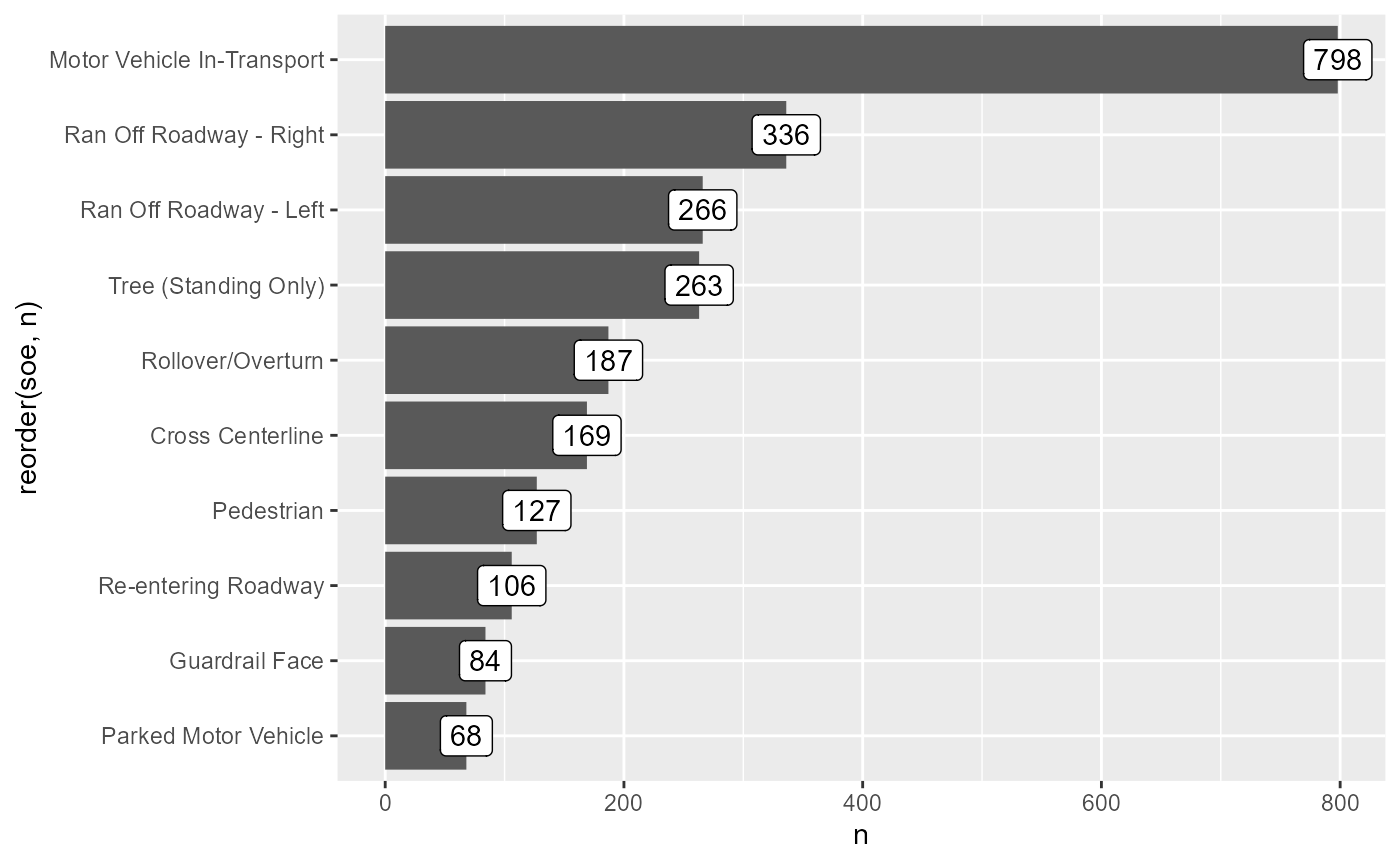 Motor Vehicle In-Transport 798
Ran Off Roadway - Right 336
Ran Off Roadway - Left 266
Tree (Standing Only) 263
Rollover/Overturn 187
Cross Centerline 169
Pedestrian 127
Re-entering Roadway 106
Guardrail Face 84
Parked Motor Vehicle 68
reorder(soe, n)
0 200 400 600 800
n